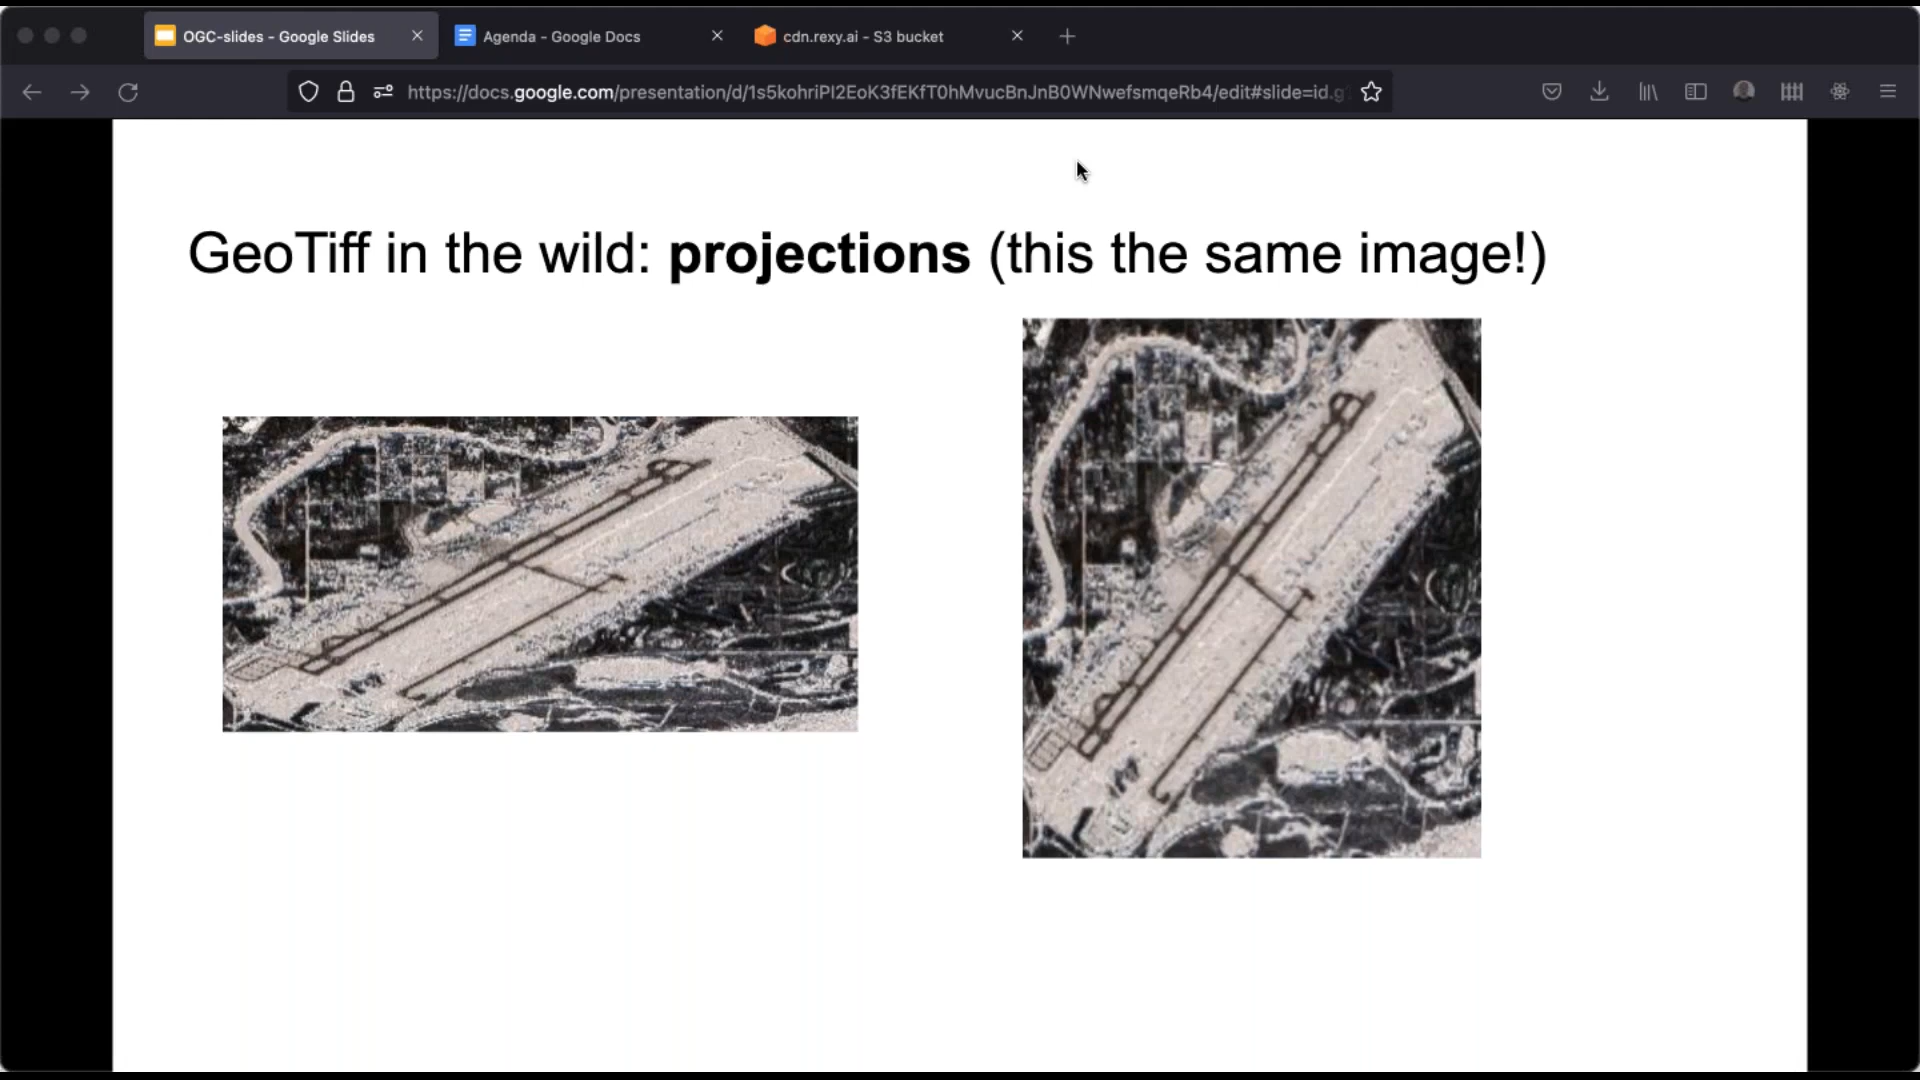 OGC-slides - Google Slides
Agenda - Google Docs
cdn.rexy.ai - S3 bucket
https://docs.google.com/presentation/d/1s5kohriPI2EoK3fEKfT0hMvucBnJnB0WNwefsmqeRb4/edit#slide=id.g
GeoTiff in the wild: projections (this the same image!)